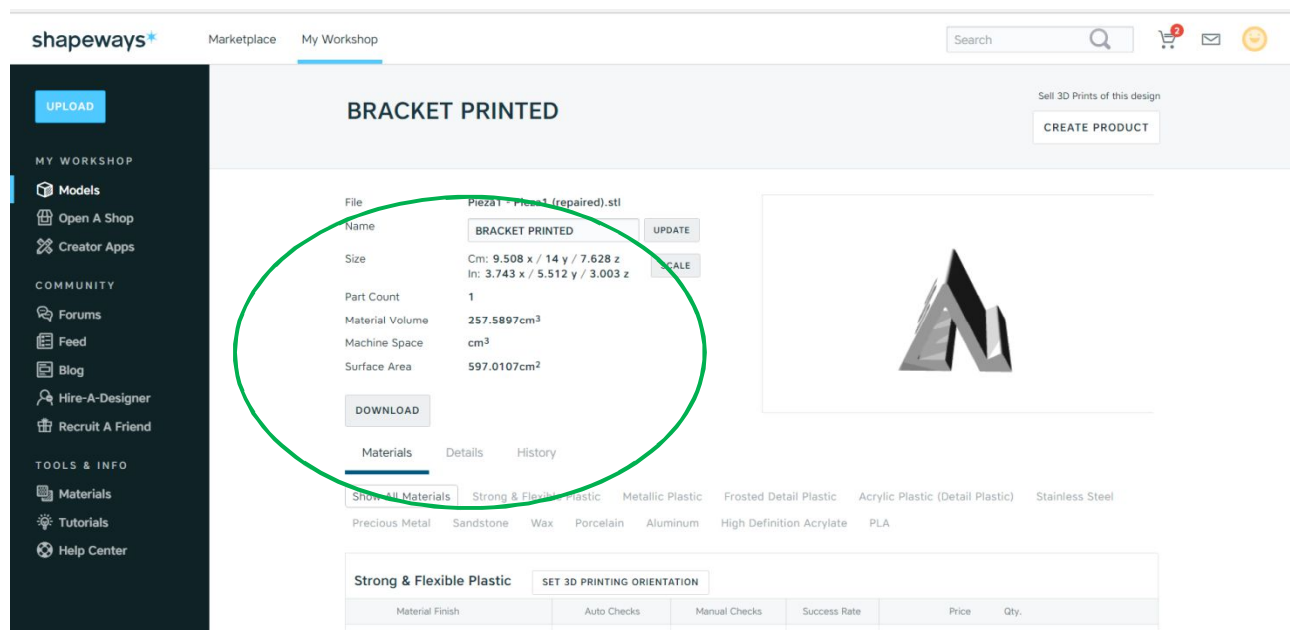 shapeways*
Marketplace My Workshop
Search
2
UPLOAD
MY WORKSHOP
Models
Open A Shop
Creator Apps
COMMUNITY
Forums
Feed
Blog
Hire-A-Designer
Recruit A Friend
TOOLS & INFO
Materials
Tutorials
Help Center
BRACKET PRINTED
Sell 3D Prints of this design
CREATE PRODUCT
File Pieza1 - Pieza1 (repaired).stl
Name BRACKET PRINTED UPDATE
Size Cm: 9.508 x / 14 y / 7.628 z
In: 3.743 x / 5.512 y / 3.003 z SCALE
Part Count 1
Material Volume 257.5897cm³
Machine Space cm³
Surface Area 597.0107cm²
DOWNLOAD
Materials Details History
Show All Materials Strong & Flexible Plastic Metallic Plastic Frosted Detail Plastic Acrylic Plastic (Detail Plastic) Stainless Steel
Precious Metal Sandstone Wax Porcelain Aluminum High Definition Acrylate PLA
Strong & Flexible Plastic SET 3D PRINTING ORIENTATION
Material Finish Auto Checks Manual Checks Success Rate Price Qty.